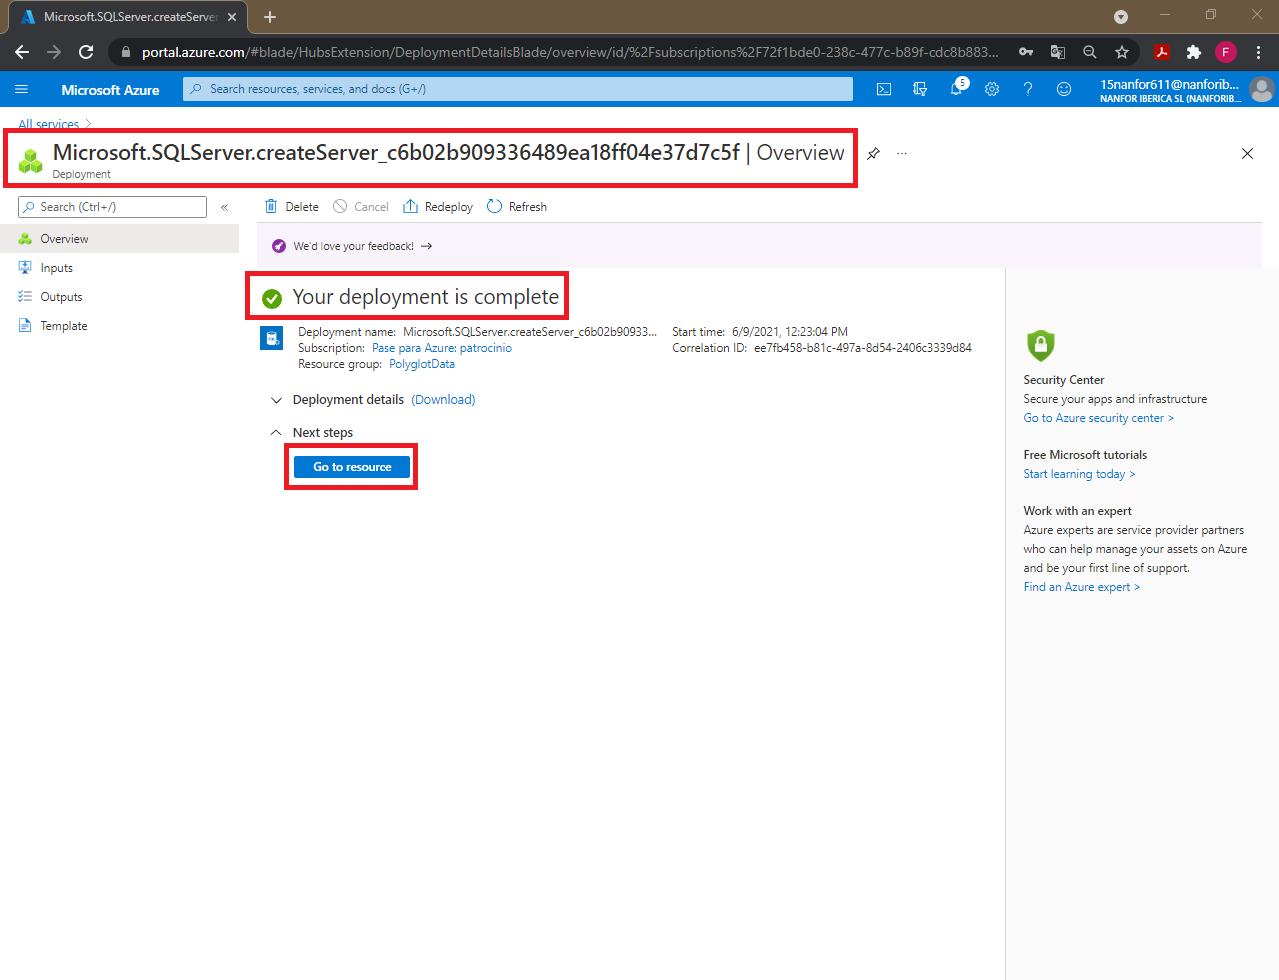 Microsoft.SQLServer.createServer
portal.azure.com/#blade/HubsExtension/DeploymentDetailsBlade/overview/id/%2Fsubscriptions%2F72f1bde0-238c-477c-b89f-cdc8b883...
F
Microsoft Azure
Search resources, services, and docs (G+/)
5
15nanfor611@nanforib...
NANFOR IBERICA SL (NANFORIB...
All services >
Microsoft.SQLServer.createServer_c6b02b909336489ea18ff04e37d7c5f | Overview
...
Deployment
Search (Ctrl+/)
«
Delete
Cancel
Redeploy
Refresh
Overview
Inputs
Outputs
Template
We'd love your feedback! →
Your deployment is complete
Deployment name: Microsoft.SQLServer.createServer_c6b02b90933...
Subscription: Pase para Azure: patrocinio
Resource group: PolyglotData
Start time: 6/9/2021, 12:23:04 PM
Correlation ID: ee7fb458-b81c-497a-8d54-2406c3339d84
Deployment details (Download)
Next steps
Go to resource
Security Center
Secure your apps and infrastructure
Go to Azure security center >
Free Microsoft tutorials
Start learning today >
Work with an expert
Azure experts are service provider partners
who can help manage your assets on Azure
and be your first line of support.
Find an Azure expert >